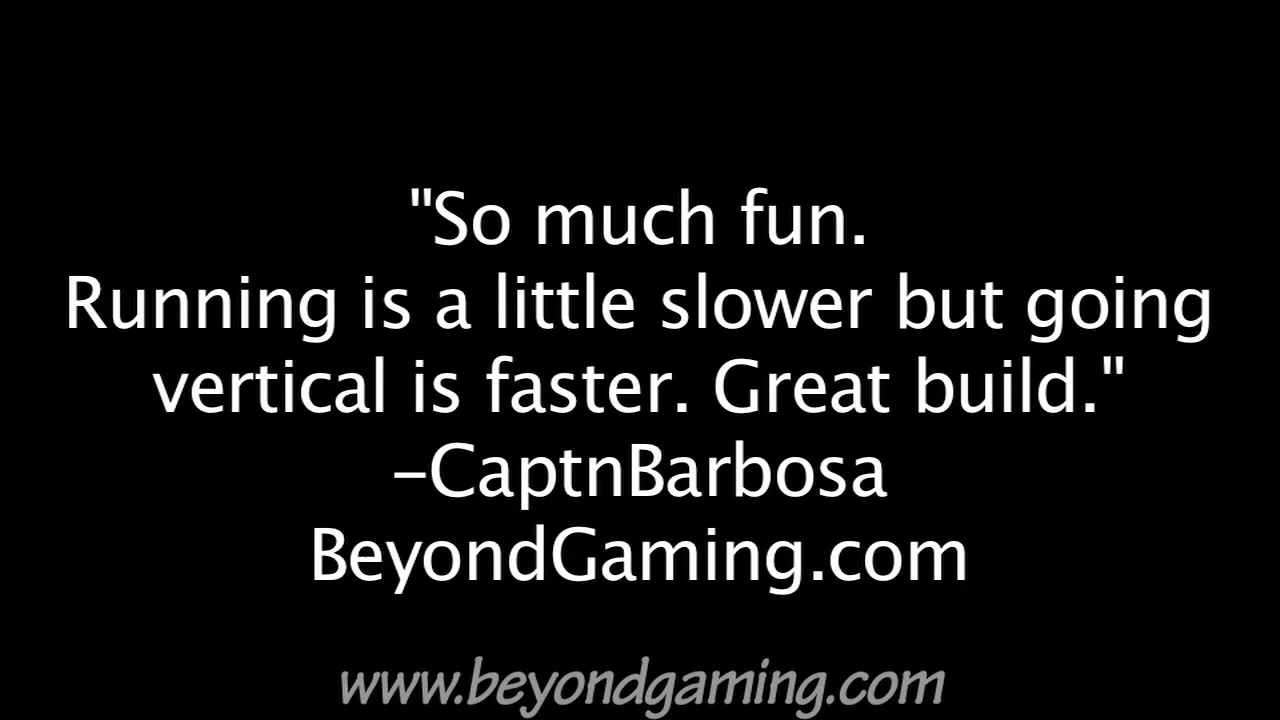 "So much fun.
Running is a little slower but going
vertical is faster. Great build."
-CaptnBarbosa
BeyondGaming.com
www.beyondgaming.com